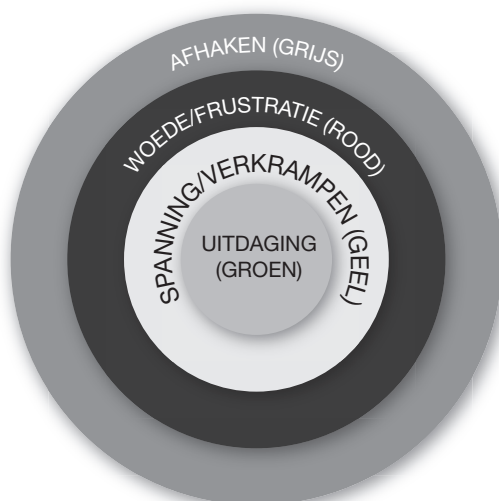 AFHAKEN (GRIJS)
WOEDE/FRUSTRATIE (ROOD)
SPANNING/VERKRAMPEN (GEEL)
UITDAGING
(GROEN)